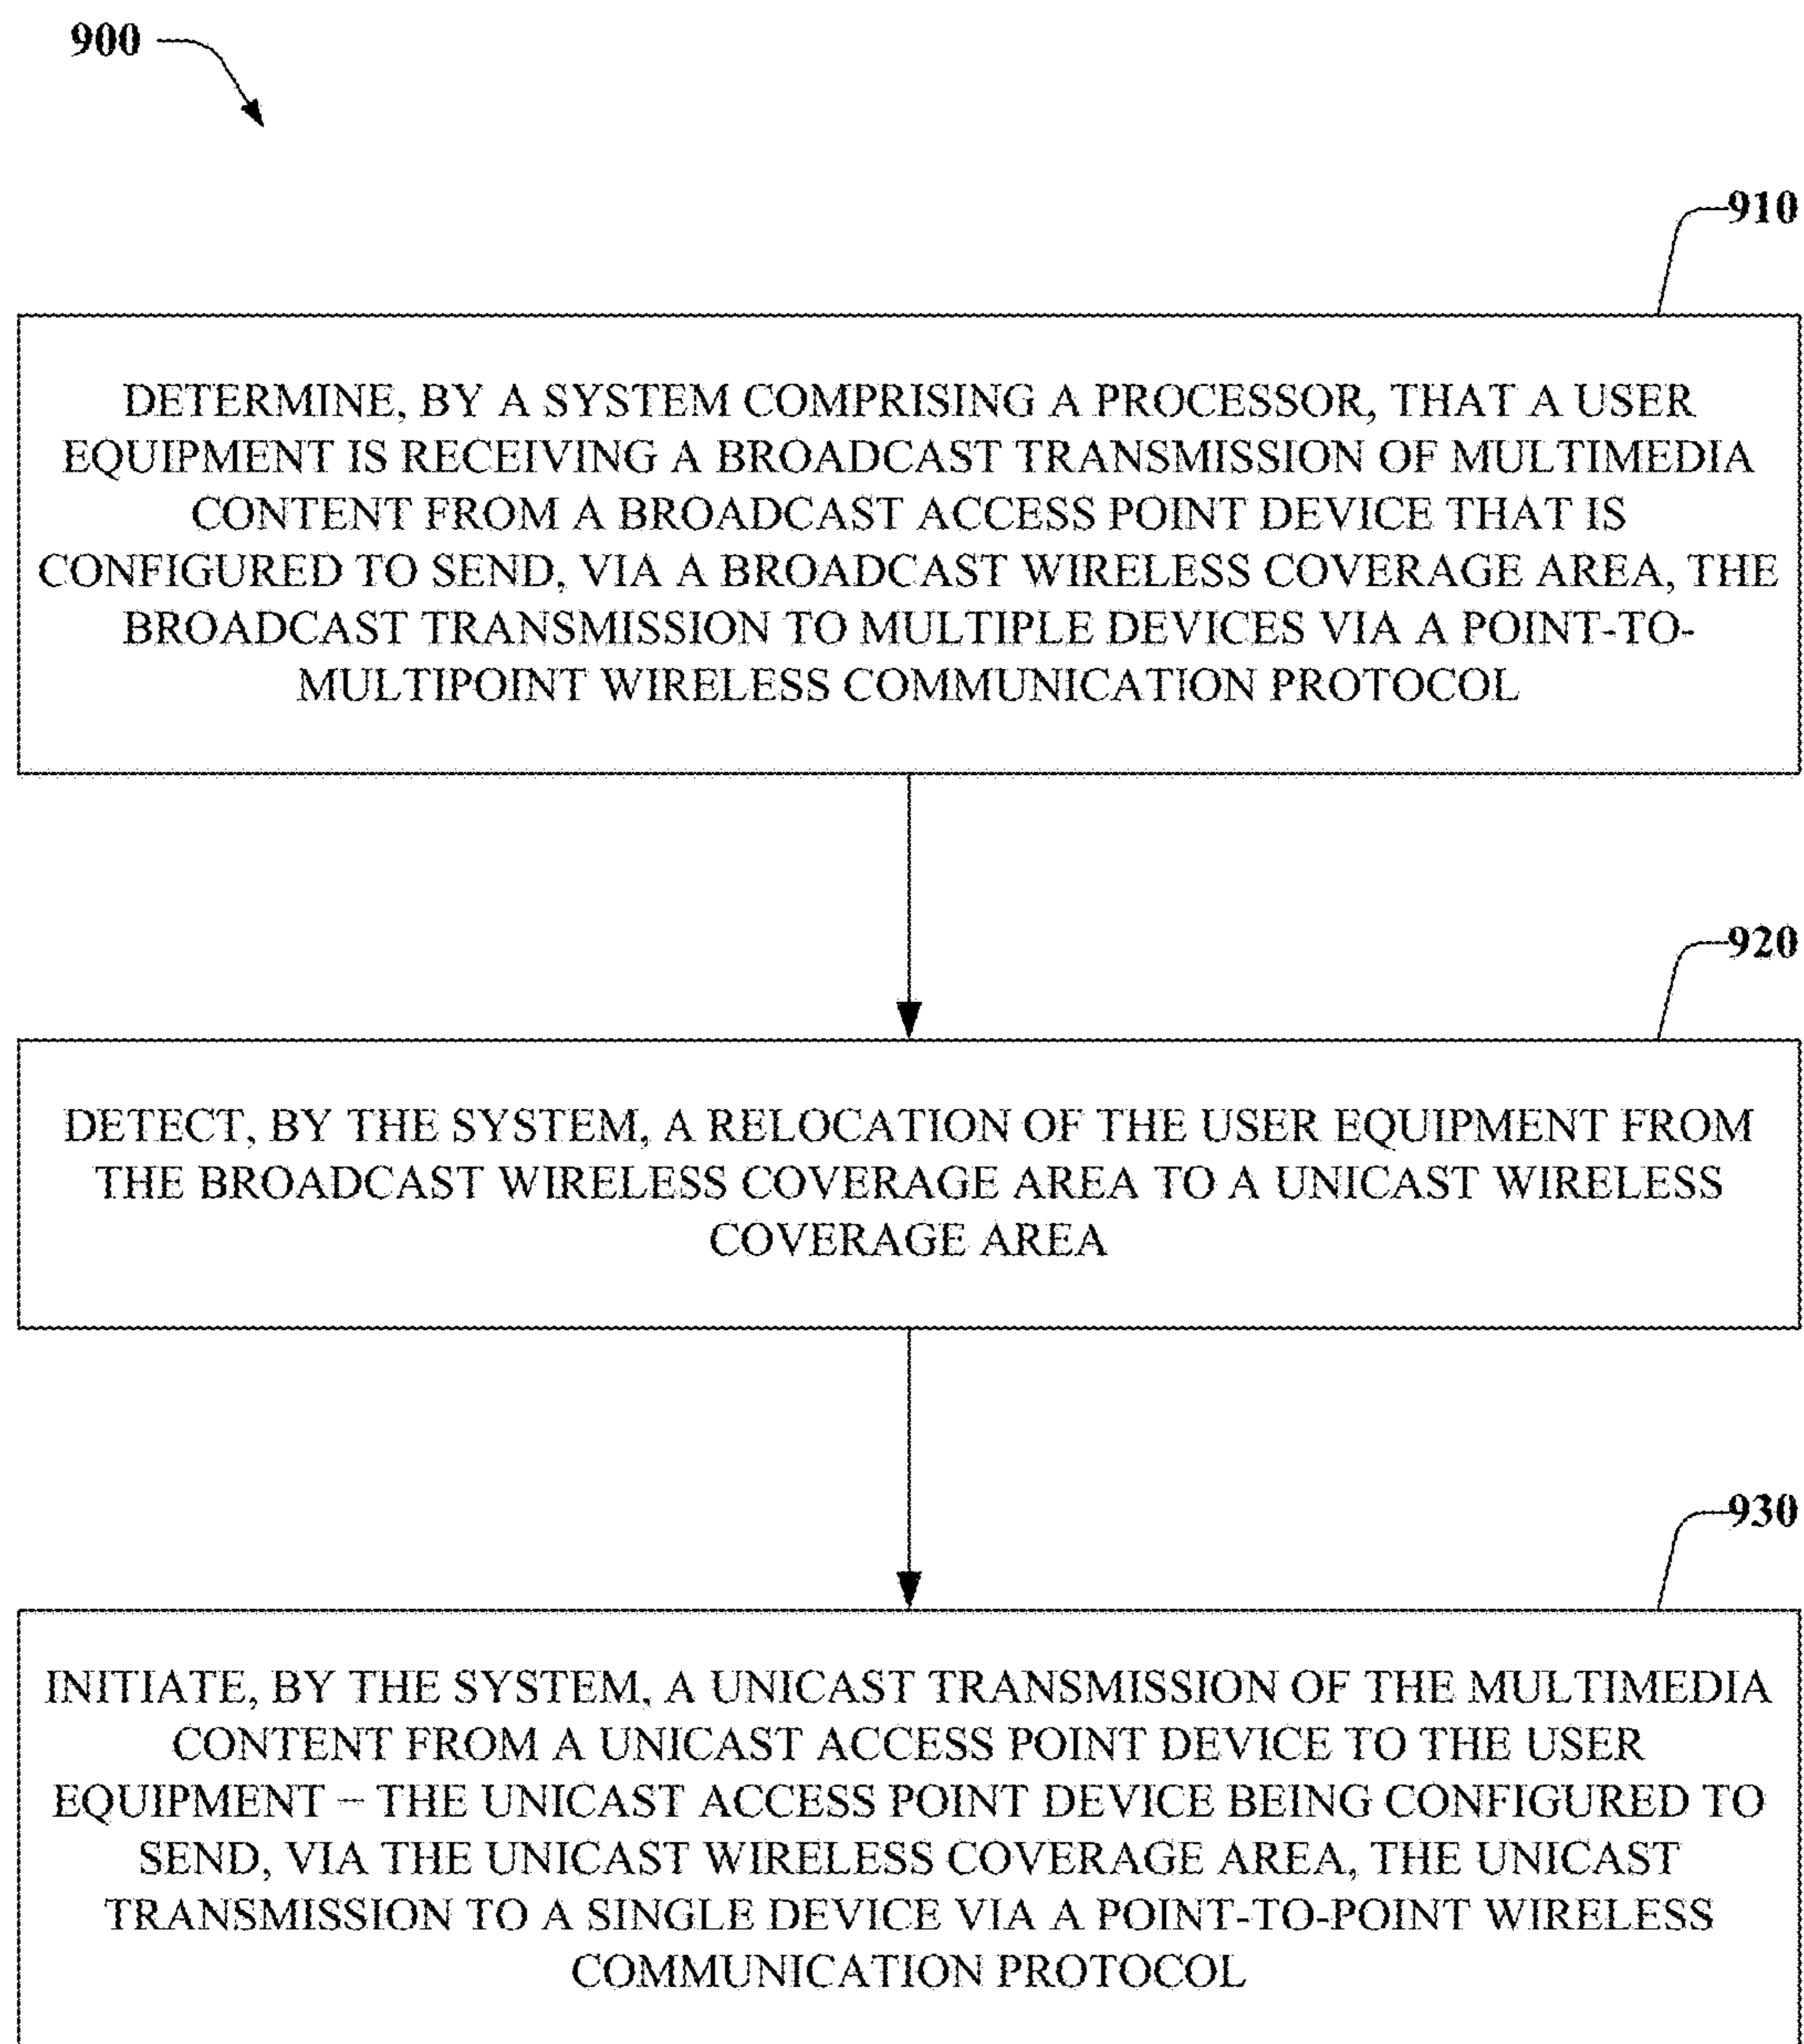 900
910
DETERMINE, BY A SYSTEM COMPRISING A PROCESSOR, THAT A USER
EQUIPMENT IS RECEIVING A BROADCAST TRANSMISSION OF MULTIMEDIA
CONTENT FROM A BROADCAST ACCESS POINT DEVICE THAT IS
CONFIGURED TO SEND, VIA A BROADCAST WIRELESS COVERAGE AREA, THE
BROADCAST TRANSMISSION TO MULTIPLE DEVICES VIA A POINT-TO-
MULTIPOINT WIRELESS COMMUNICATION PROTOCOL
920
DETECT, BY THE SYSTEM, A RELOCATION OF THE USER EQUIPMENT FROM
THE BROADCAST WIRELESS COVERAGE AREA TO A UNICAST WIRELESS
COVERAGE AREA
930
INITIATE, BY THE SYSTEM, A UNICAST TRANSMISSION OF THE MULTIMEDIA
CONTENT FROM A UNICAST ACCESS POINT DEVICE TO THE USER
EQUIPMENT – THE UNICAST ACCESS POINT DEVICE BEING CONFIGURED TO
SEND, VIA THE UNICAST WIRELESS COVERAGE AREA, THE UNICAST
TRANSMISSION TO A SINGLE DEVICE VIA A POINT-TO-POINT WIRELESS
COMMUNICATION PROTOCOL